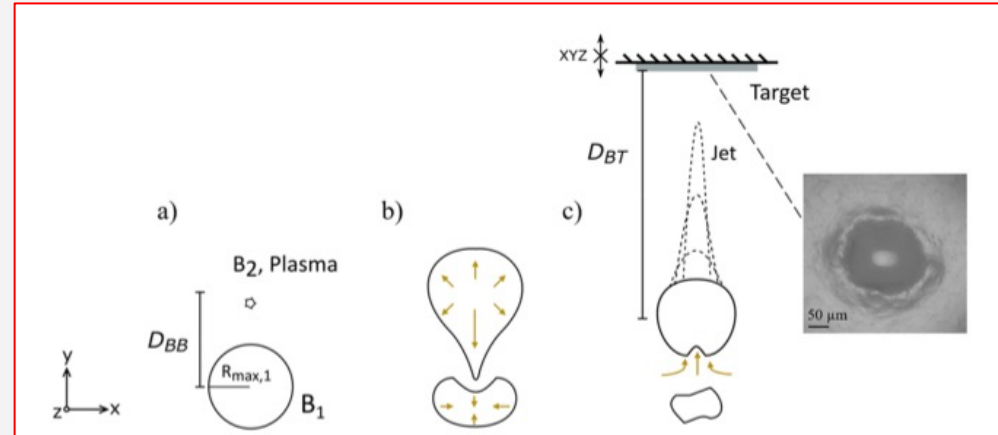 XYZ
Target
D_BT
Jet
a)
b)
c)
B₂, Plasma
D_BB
R_max,1
B₁
y
z
x
50 µm